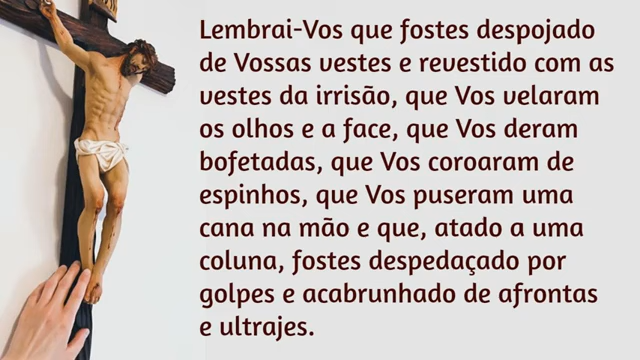 Lembrai-Vos que fostes despojado
de Vossas vestes e revestido com as
vestes da irrisão, que Vos velaram
os olhos e a face, que Vos deram
bofetadas, que Vos coroaram de
espinhos, que Vos puseram uma
cana na mão e que, atado a uma
coluna, fostes despedaçado por
golpes e acabrunhado de afrontas
e ultrajes.